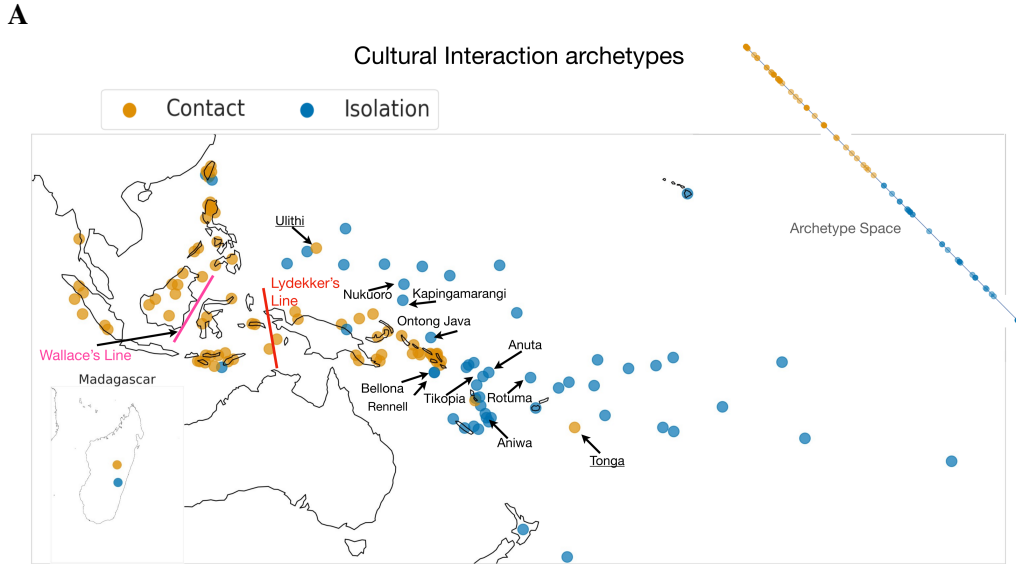 A
Cultural Interaction archetypes
Contact
Isolation
Archetype Space
Ulithi
Lydekker's
Line
Nukuoro
Kapingamarangi
Ontong Java
Wallace's Line
Anuta
Madagascar
Bellona
Rennell
Tikopia
Rotuma
Aniwa
Tonga